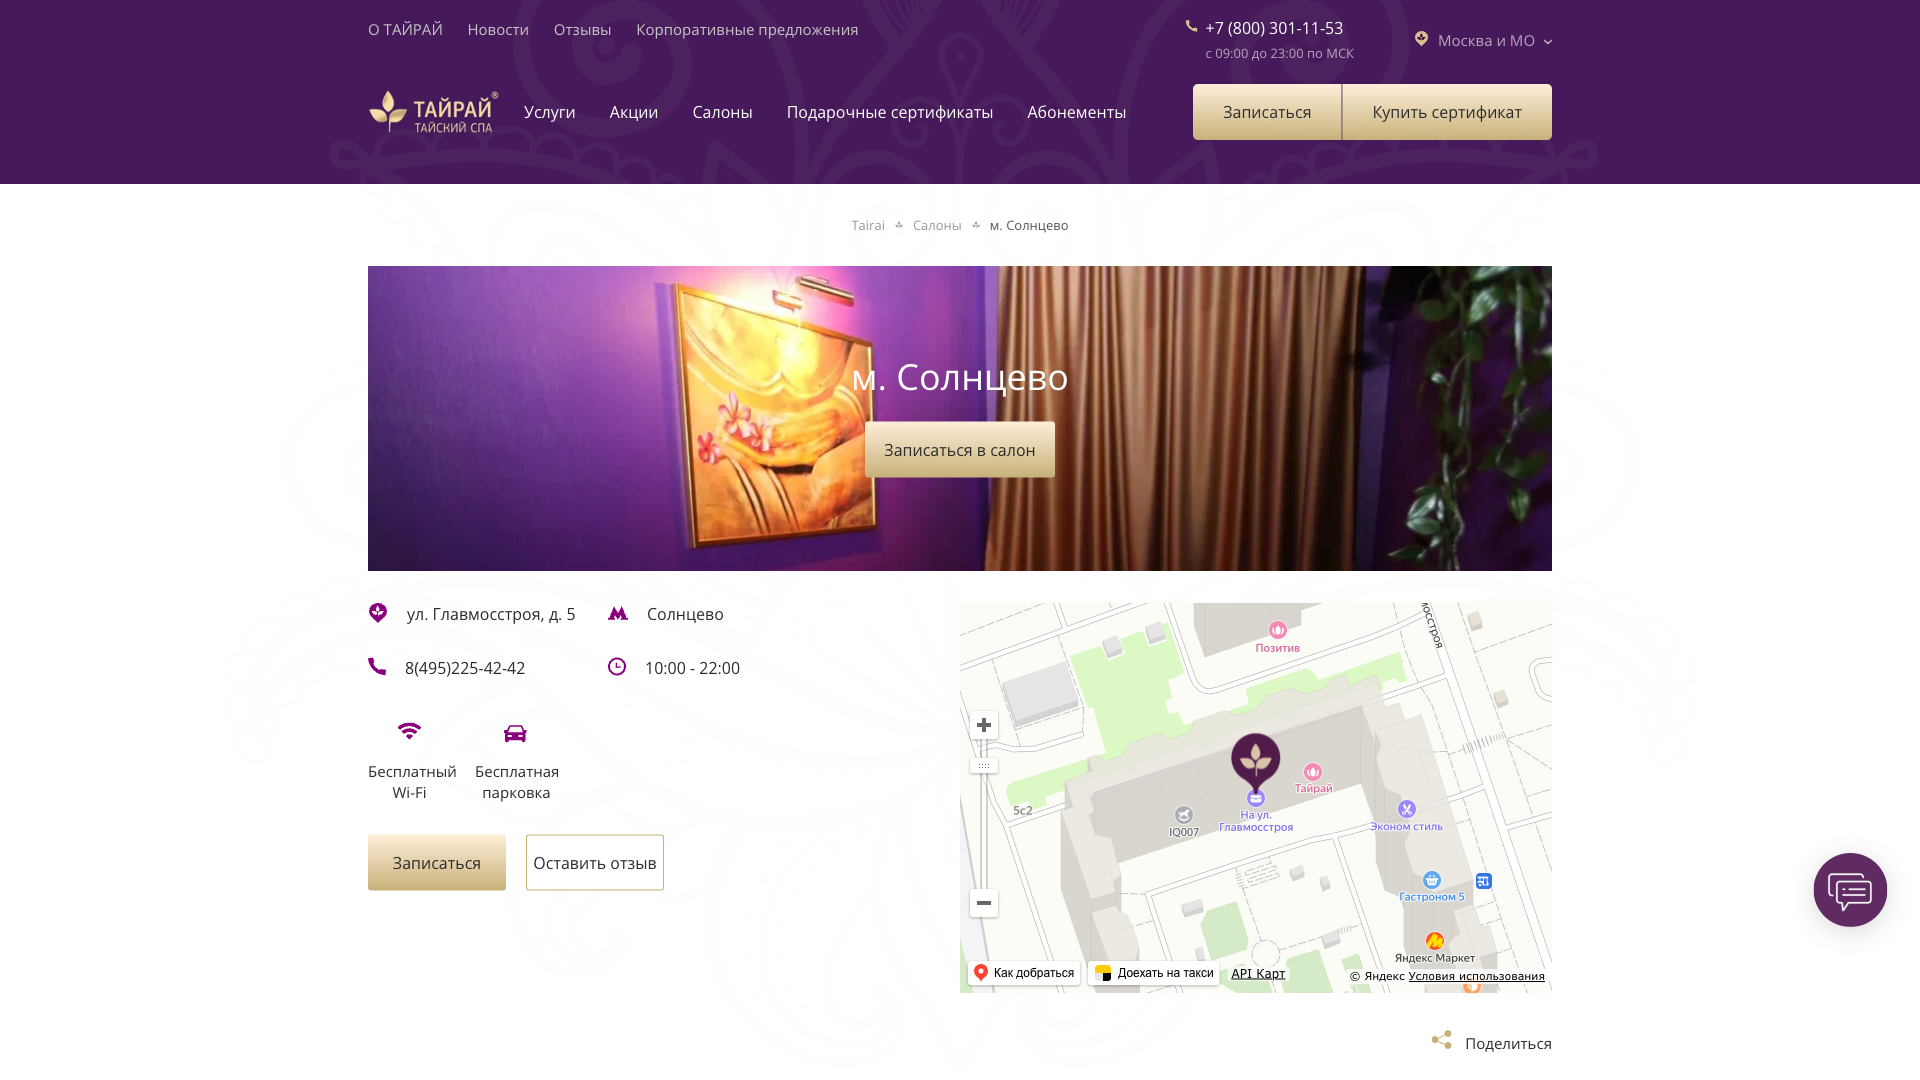 О ТАЙРАЙ
Новости
Отзывы
Корпоративные предложения
+7 (800) 301-11-53
с 09:00 до 23:00 по МСК
Москва и МО
ТАЙРАЙ®
ТАЙСКИЙ СПА
Услуги
Акции
Салоны
Подарочные сертификаты
Абонементы
Записаться
Купить сертификат
Tairai
Салоны
м. Солнцево
м. Солнцево
Записаться в салон
ул. Главмосстроя, д. 5
Солнцево
8(495)225-42-42
10:00 - 22:00
Бесплатный
Wi-Fi
Бесплатная
парковка
Записаться
Оставить отзыв
Позитив
Тайрай
5с2
IQ007
На ул.
Главмосстроя
Эконом стиль
Гастроном 5
Яндекс Маркет
Как добраться
Доехать на такси
API Карт
© Яндекс Условия использования
Поделиться